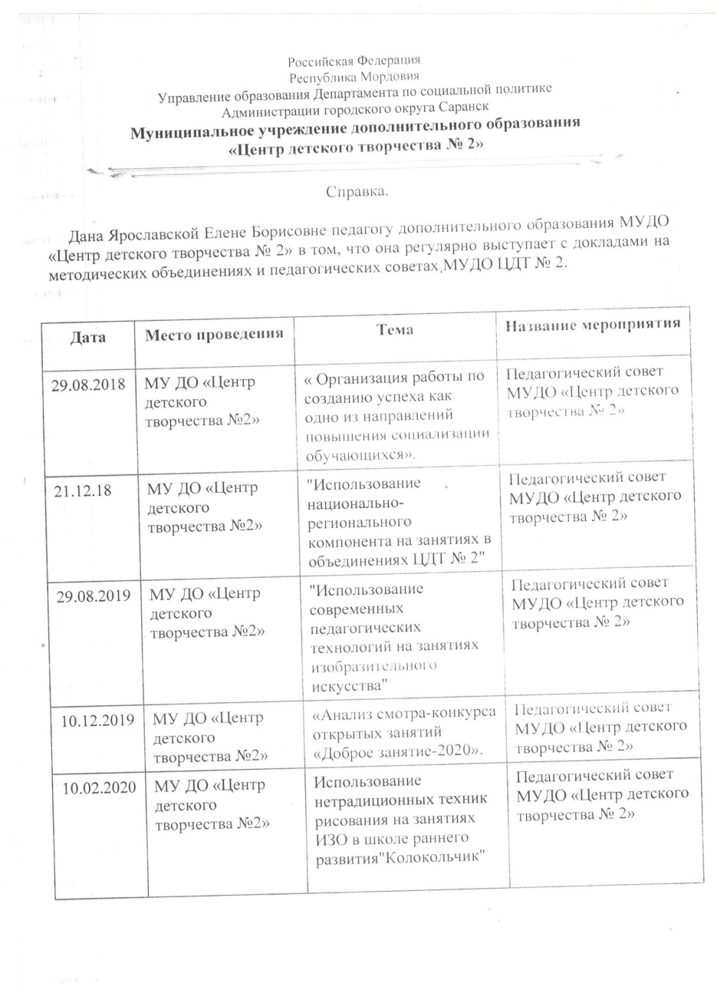 Российская Федерация
Республика Мордовия
Управление образования Департамента по социальной политике
Администрации городского округа Саранск
Муниципальное учреждение дополнительного образования
«Центр детского творчества № 2»
Справка.
Дана Ярославской Елене Борисовне педагогу дополнительного образования МУДО
«Центр детского творчества № 2» в том, что она регулярно выступает с докладами на
методических объединениях и педагогических советах МУДО ЦДТ № 2.
Дата
Место проведения
Тема
Название мероприятия
29.08.2018
МУ ДО «Центр
детского
творчества №2»
« Организация работы по
созданию успеха как
одно из направлений
повышения социализации
обучающихся».
Педагогический совет
МУДО «Центр детского
творчества № 2»
21.12.18
МУ ДО «Центр
детского
творчества №2»
"Использование
национально-
регионального
компонента на занятиях в
объединениях ЦДТ № 2"
Педагогический совет
МУДО «Центр детского
творчества № 2»
29.08.2019
МУ ДО «Центр
детского
творчества №2»
"Использование
современных
педагогических
технологий на занятиях
изобразительного
искусства"
Педагогический совет
МУДО «Центр детского
творчества № 2»
10.12.2019
МУ ДО «Центр
детского
творчества №2»
«Анализ смотра-конкурса
открытых занятий
«Доброе занятие-2020».
Педагогический совет
МУДО «Центр детского
творчества № 2»
10.02.2020
МУ ДО «Центр
детского
творчества №2»
Использование
нетрадиционных техник
рисования на занятиях
ИЗО в школе раннего
развития"Колокольчик"
Педагогический совет
МУДО «Центр детского
творчества № 2»